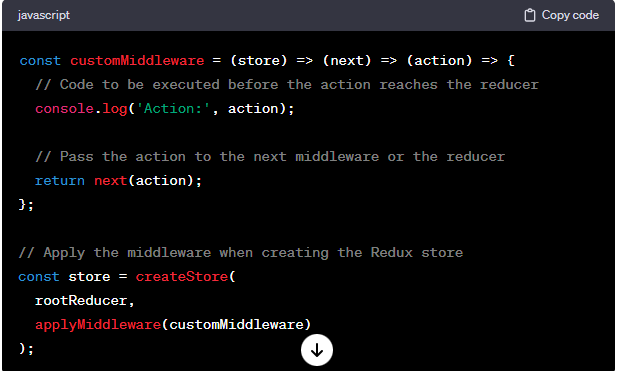 javascript
Copy code
const customMiddleware = (store) => (next) => (action) => {
  // Code to be executed before the action reaches the reducer
  console.log('Action:', action);

  // Pass the action to the next middleware or the reducer
  return next(action);
};

// Apply the middleware when creating the Redux store
const store = createStore(
  rootReducer,
  applyMiddleware(customMiddleware)
);